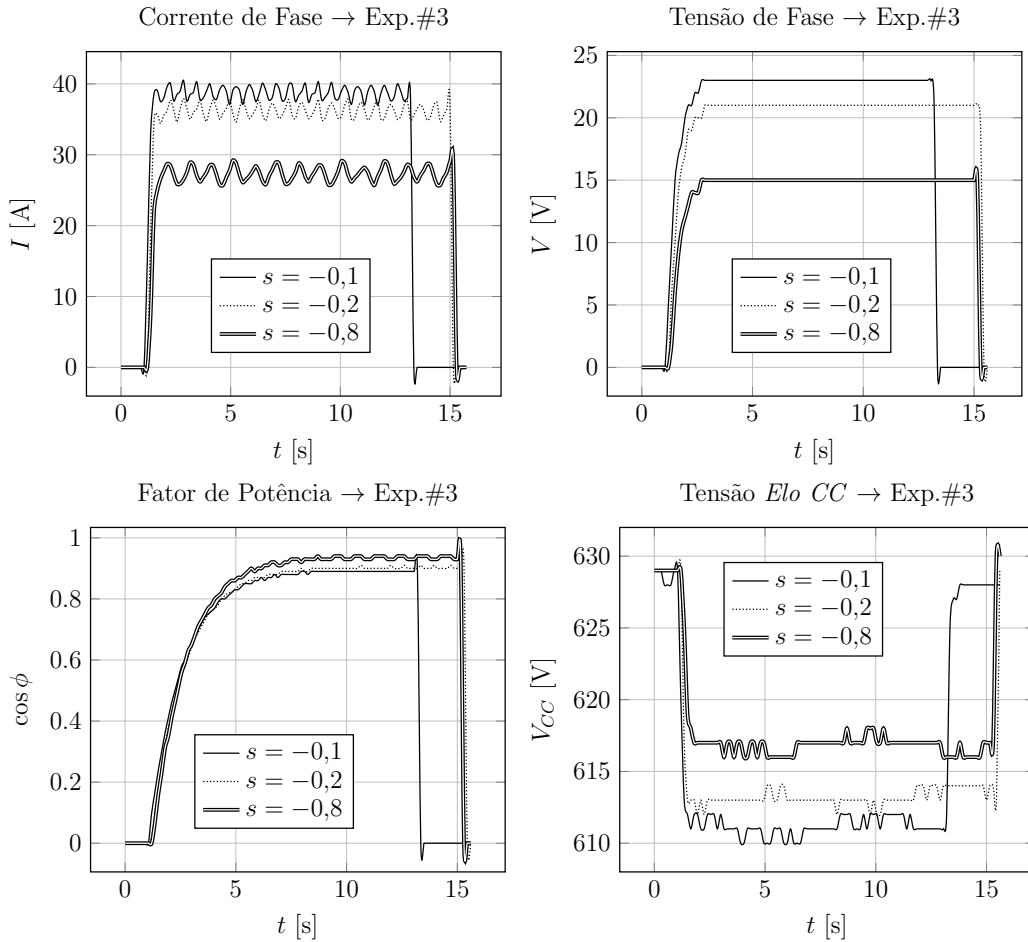 Corrente de Fase → Exp.#3
40
30
20
10
0
I [A]
s = −0,1
s = −0,2
s = −0,8
0
5
10
15
t [s]
Tensão de Fase → Exp.#3
25
20
15
10
5
0
V [V]
s = −0,1
s = −0,2
s = −0,8
0
5
10
15
t [s]
Fator de Potência → Exp.#3
1
0.8
0.6
0.4
0.2
0
cos ϕ
s = −0,1
s = −0,2
s = −0,8
0
5
10
15
t [s]
Tensão Elo CC → Exp.#3
630
625
620
615
610
V_CC [V]
s = −0,1
s = −0,2
s = −0,8
0
5
10
15
t [s]